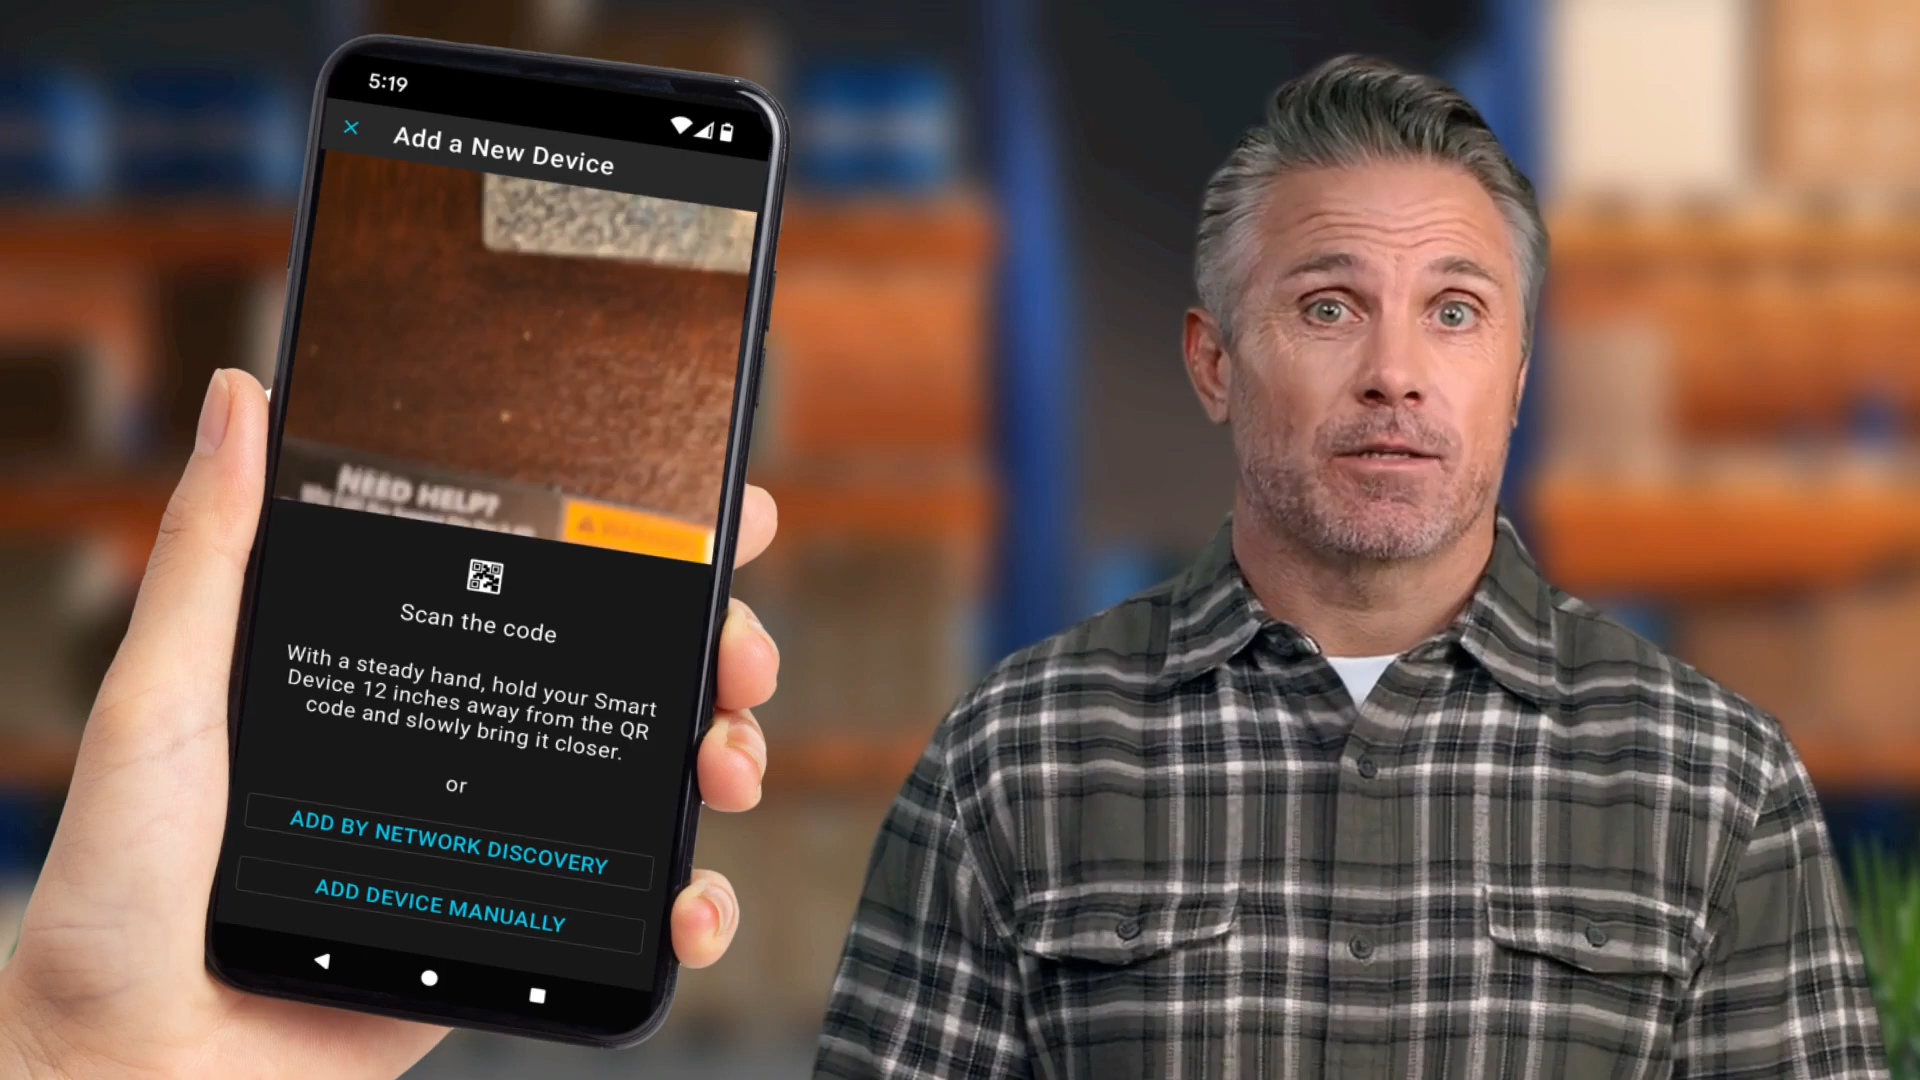 5:19
Add a New Device
NEED HELP?
Scan the code
With a steady hand, hold your Smart
Device 12 inches away from the QR
code and slowly bring it closer.
or
ADD BY NETWORK DISCOVERY
ADD DEVICE MANUALLY